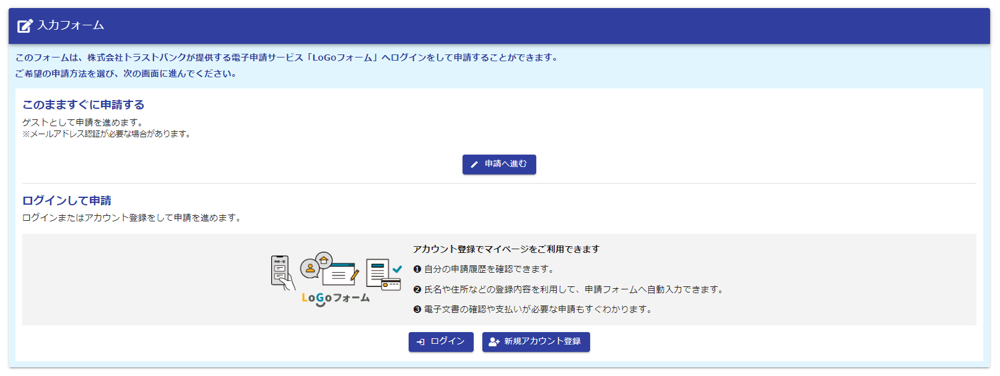 入力フォーム
このフォームは、株式会社トラストバンクが提供する電子申請サービス「LoGoフォーム」へログインをして申請することができます。
ご希望の申請方法を選び、次の画面に進んでください。
このまますぐに申請する
ゲストとして申請を進めます。
※メールアドレス認証が必要な場合があります。
申請へ進む
ログインして申請
ログインまたはアカウント登録をして申請を進めます。
申請一覧
LoGoフォーム
アカウント登録でマイページをご利用できます
❶ 自分の申請履歴を確認できます。
❷ 氏名や住所などの登録内容を利用して、申請フォームへ自動入力できます。
❸ 電子文書の確認や支払いが必要な申請もすぐわかります。
ログイン
新規アカウント登録